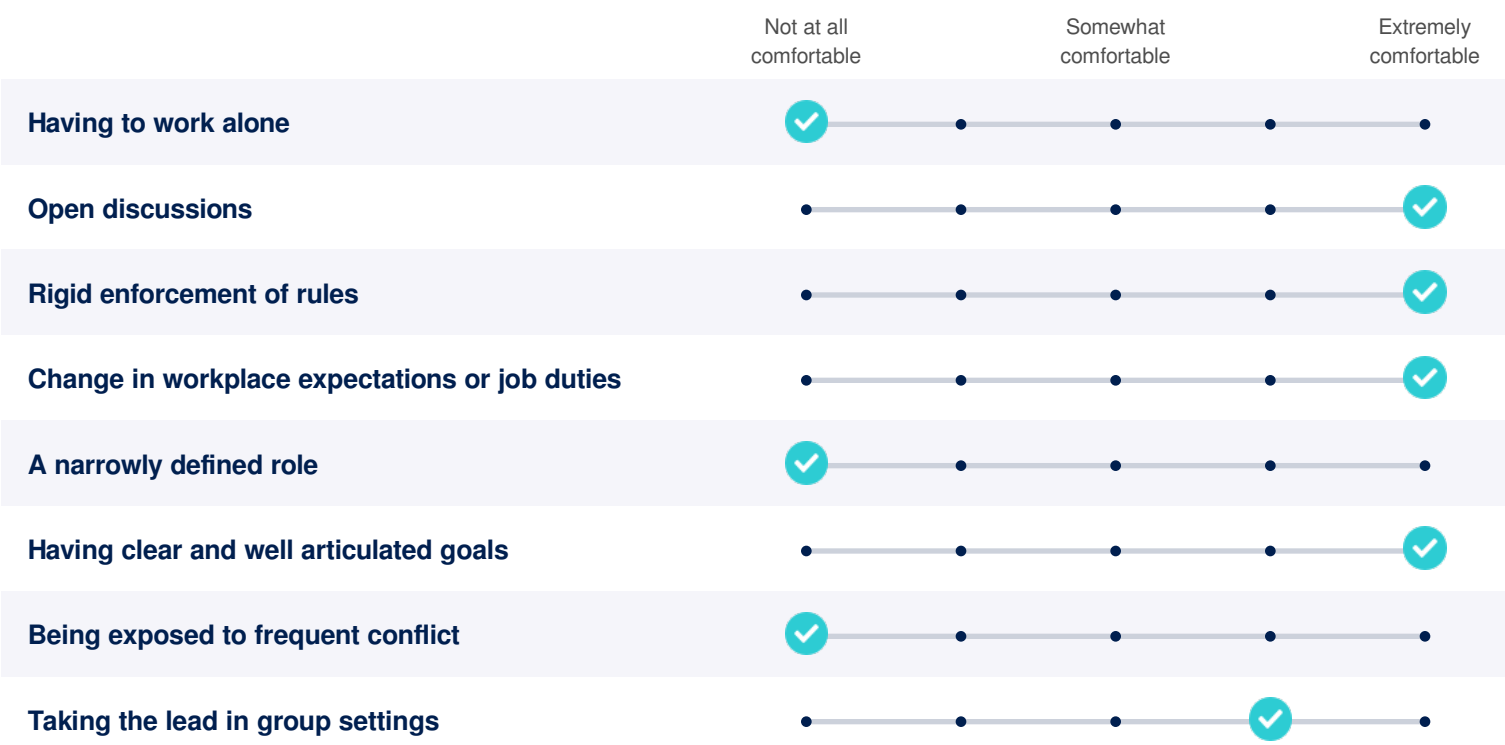 Not at all comfortable
Somewhat comfortable
Extremely comfortable
Having to work alone
Open discussions
Rigid enforcement of rules
Change in workplace expectations or job duties
A narrowly defined role
Having clear and well articulated goals
Being exposed to frequent conflict
Taking the lead in group settings